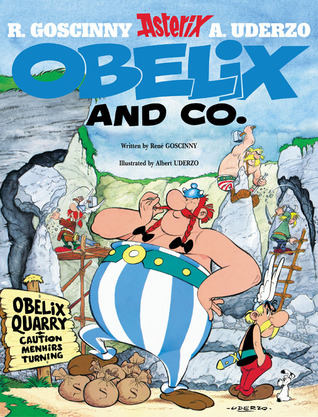 R. GOSCINNY Asterix A. UDERZO
OBELIX
AND CO.
Written by René GOSCINNY
Illustrated by Albert UDERZO
OBELIX
QUARRY
CAUTION
MENHIRS
TURNING
-UDERZO-